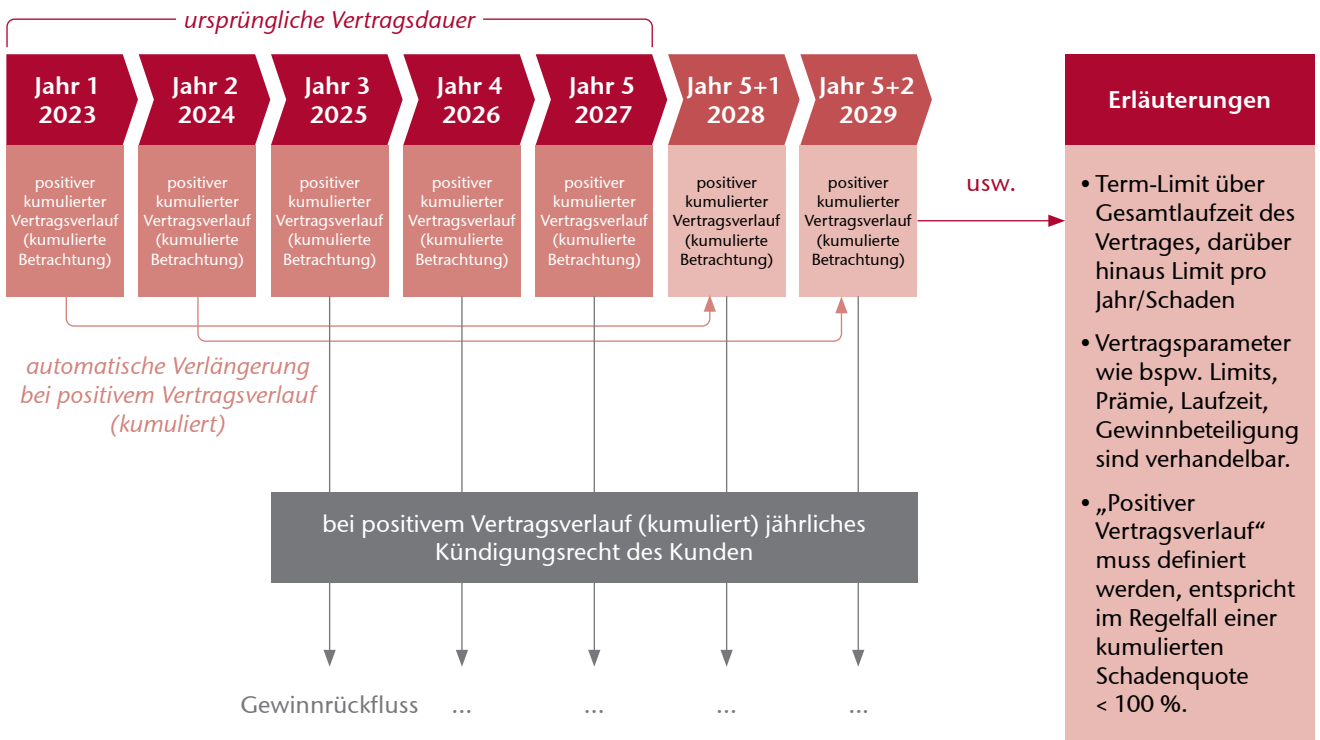 ursprüngliche Vertragsdauer
Jahr 1
2023
Jahr 2
2024
Jahr 3
2025
Jahr 4
2026
Jahr 5
2027
Jahr 5+1
2028
Jahr 5+2
2029
positiver
kumulierter
Vertragsverlauf
(kumulierte
Betrachtung)
positiver
kumulierter
Vertragsverlauf
(kumulierte
Betrachtung)
positiver
kumulierter
Vertragsverlauf
(kumulierte
Betrachtung)
positiver
kumulierter
Vertragsverlauf
(kumulierte
Betrachtung)
positiver
kumulierter
Vertragsverlauf
(kumulierte
Betrachtung)
positiver
kumulierter
Vertragsverlauf
(kumulierte
Betrachtung)
positiver
kumulierter
Vertragsverlauf
(kumulierte
Betrachtung)
usw.
automatische Verlängerung
bei positivem Vertragsverlauf
(kumuliert)
bei positivem Vertragsverlauf (kumuliert) jährliches
Kündigungsrecht des Kunden
Gewinnrückfluss ... ... ... ...
Erläuterungen
• Term-Limit über
Gesamtlaufzeit des
Vertrages, darüber
hinaus Limit pro
Jahr/Schaden
• Vertragsparameter
wie bspw. Limits,
Prämie, Laufzeit,
Gewinnbeteiligung
sind verhandelbar.
• „Positiver
Vertragsverlauf“
muss definiert
werden, entspricht
im Regelfall einer
kumulierten
Schadenquote
< 100 %.